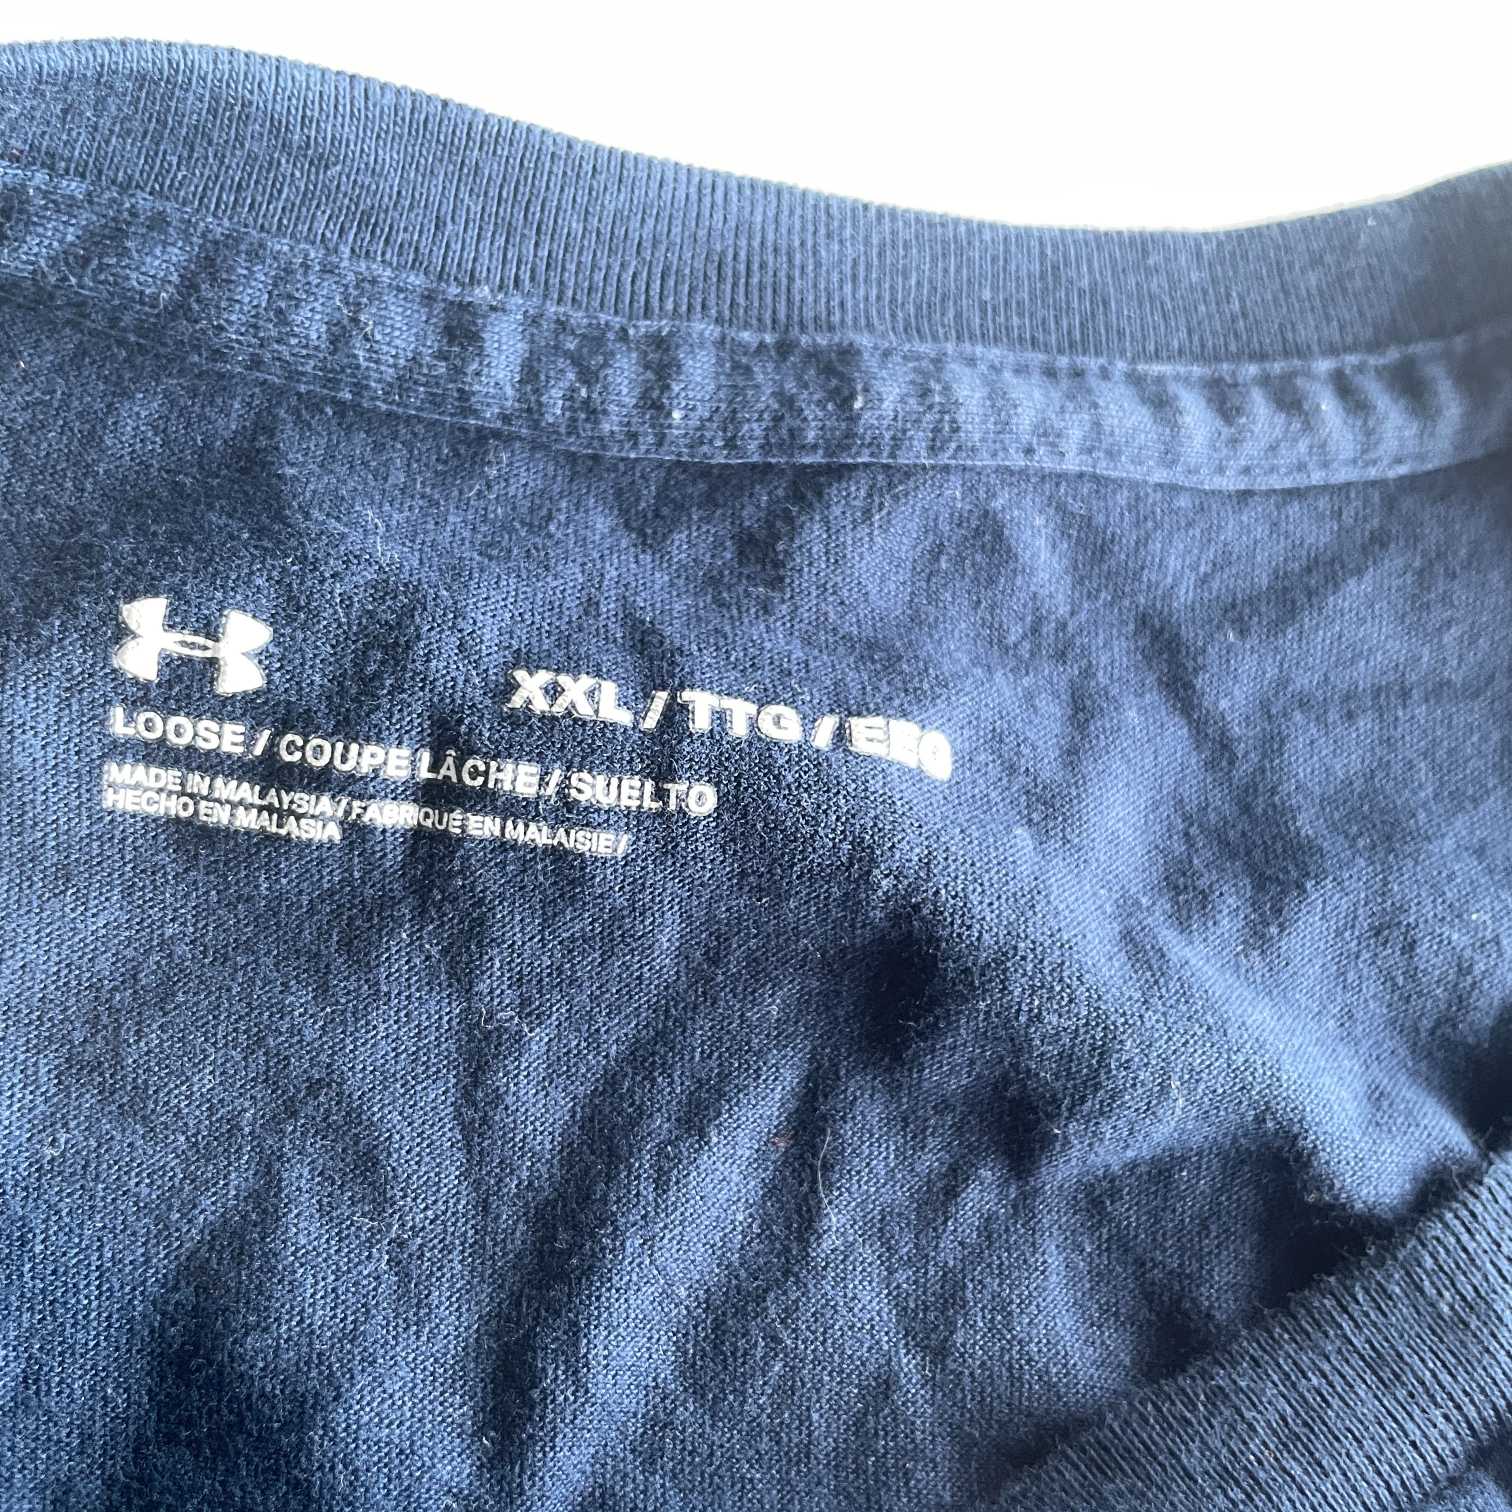 XXL / TTG / EEG
LOOSE / COUPE LÂCHE / SUELTO
MADE IN MALAYSIA / FABRIQUÉ EN MALAISIE /
HECHO EN MALASIA